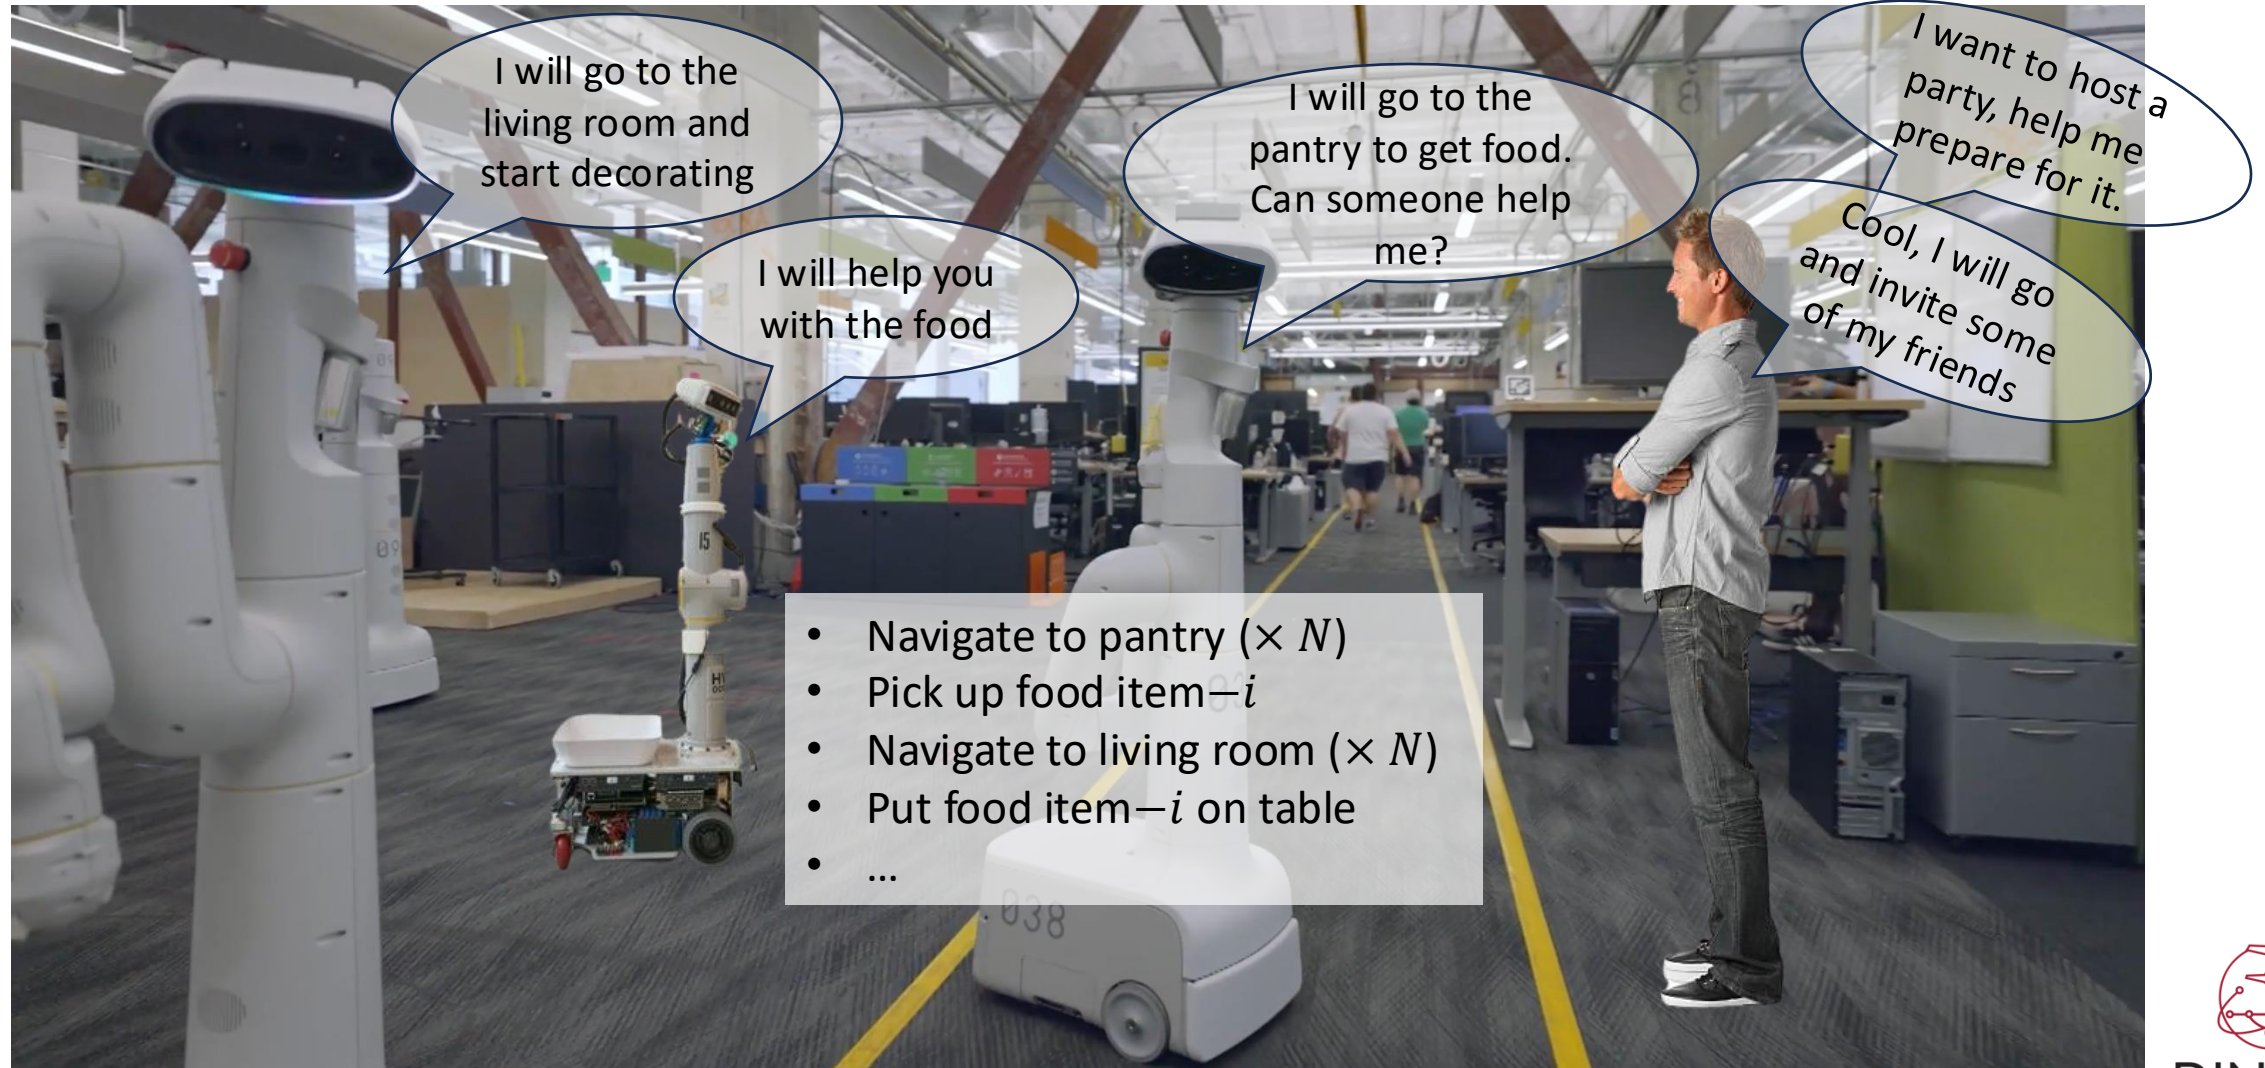 I will go to the
living room and
start decorating
I will help you
with the food
I will go to the
pantry to get food.
Can someone help
me?
I want to host a
party, help me
prepare for it.
Cool, I will go
and invite some
of my friends
• Navigate to pantry (× N)
• Pick up food item−i
• Navigate to living room (× N)
• Put food item−i on table
• ...
15
038